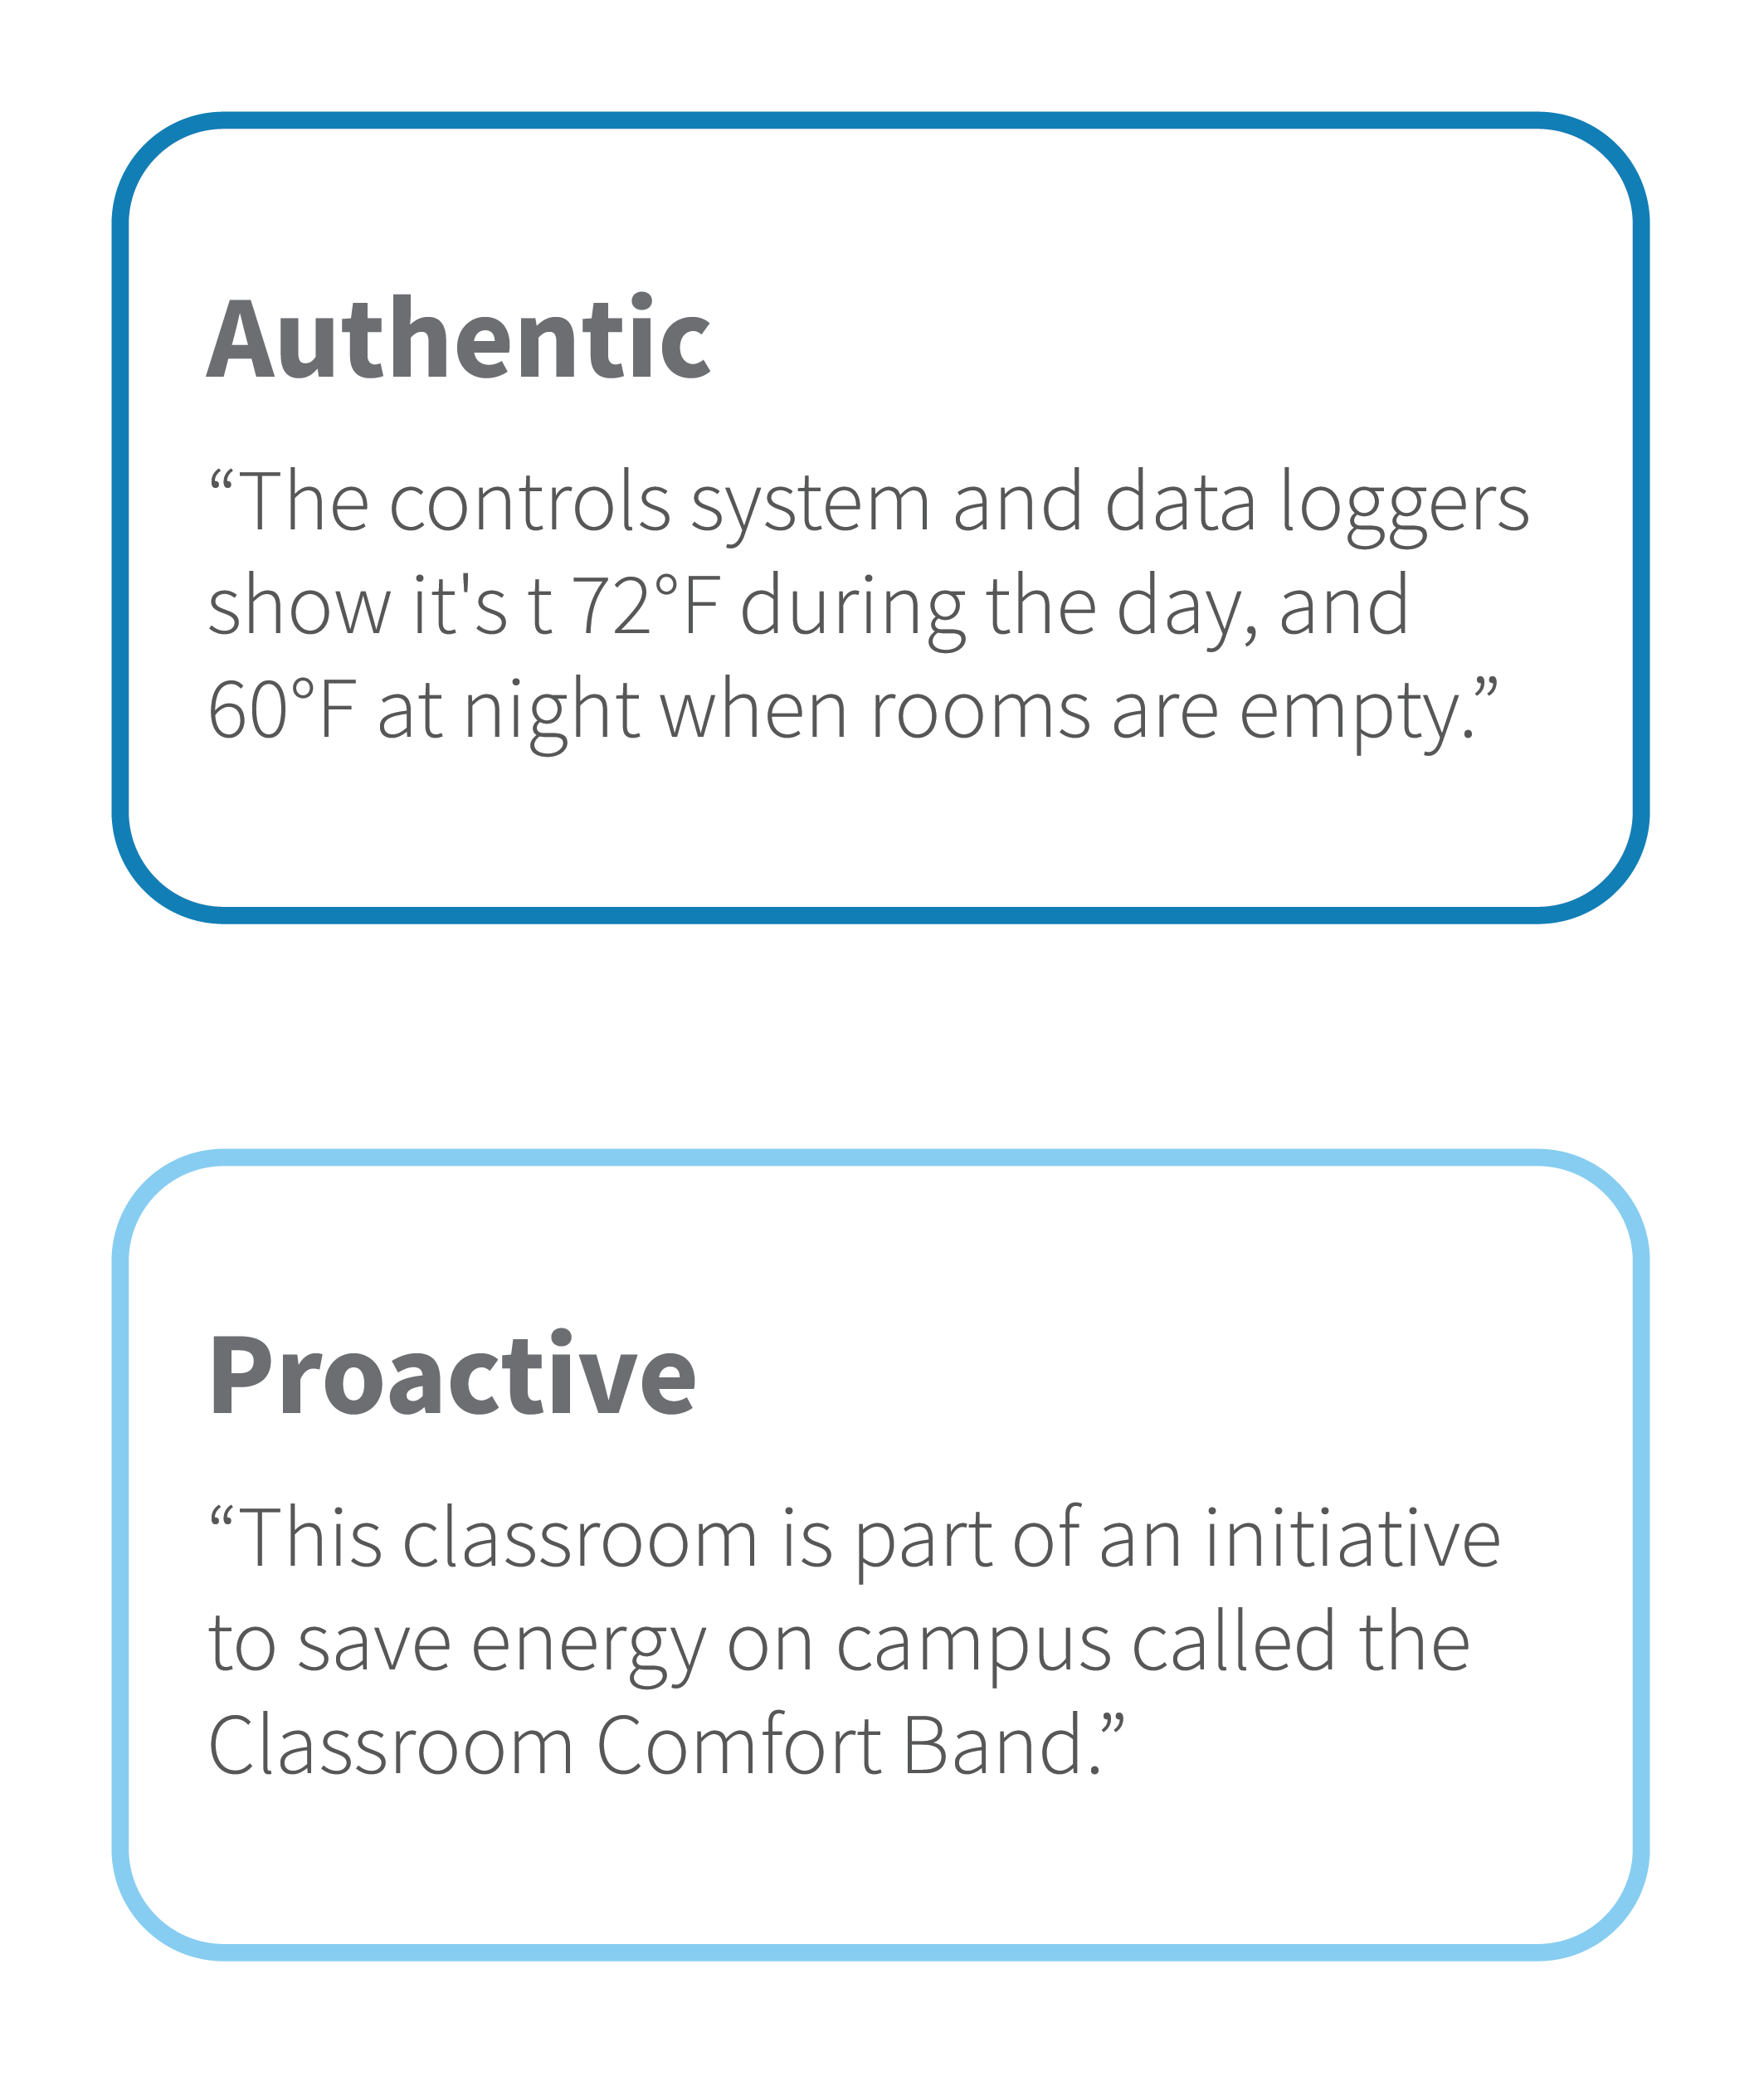 Authentic
“The controls system and data loggers
show it's t 72°F during the day, and
60°F at night when rooms are empty.”
Proactive
“This classroom is part of an initiative
to save energy on campus called the
Classroom Comfort Band.”